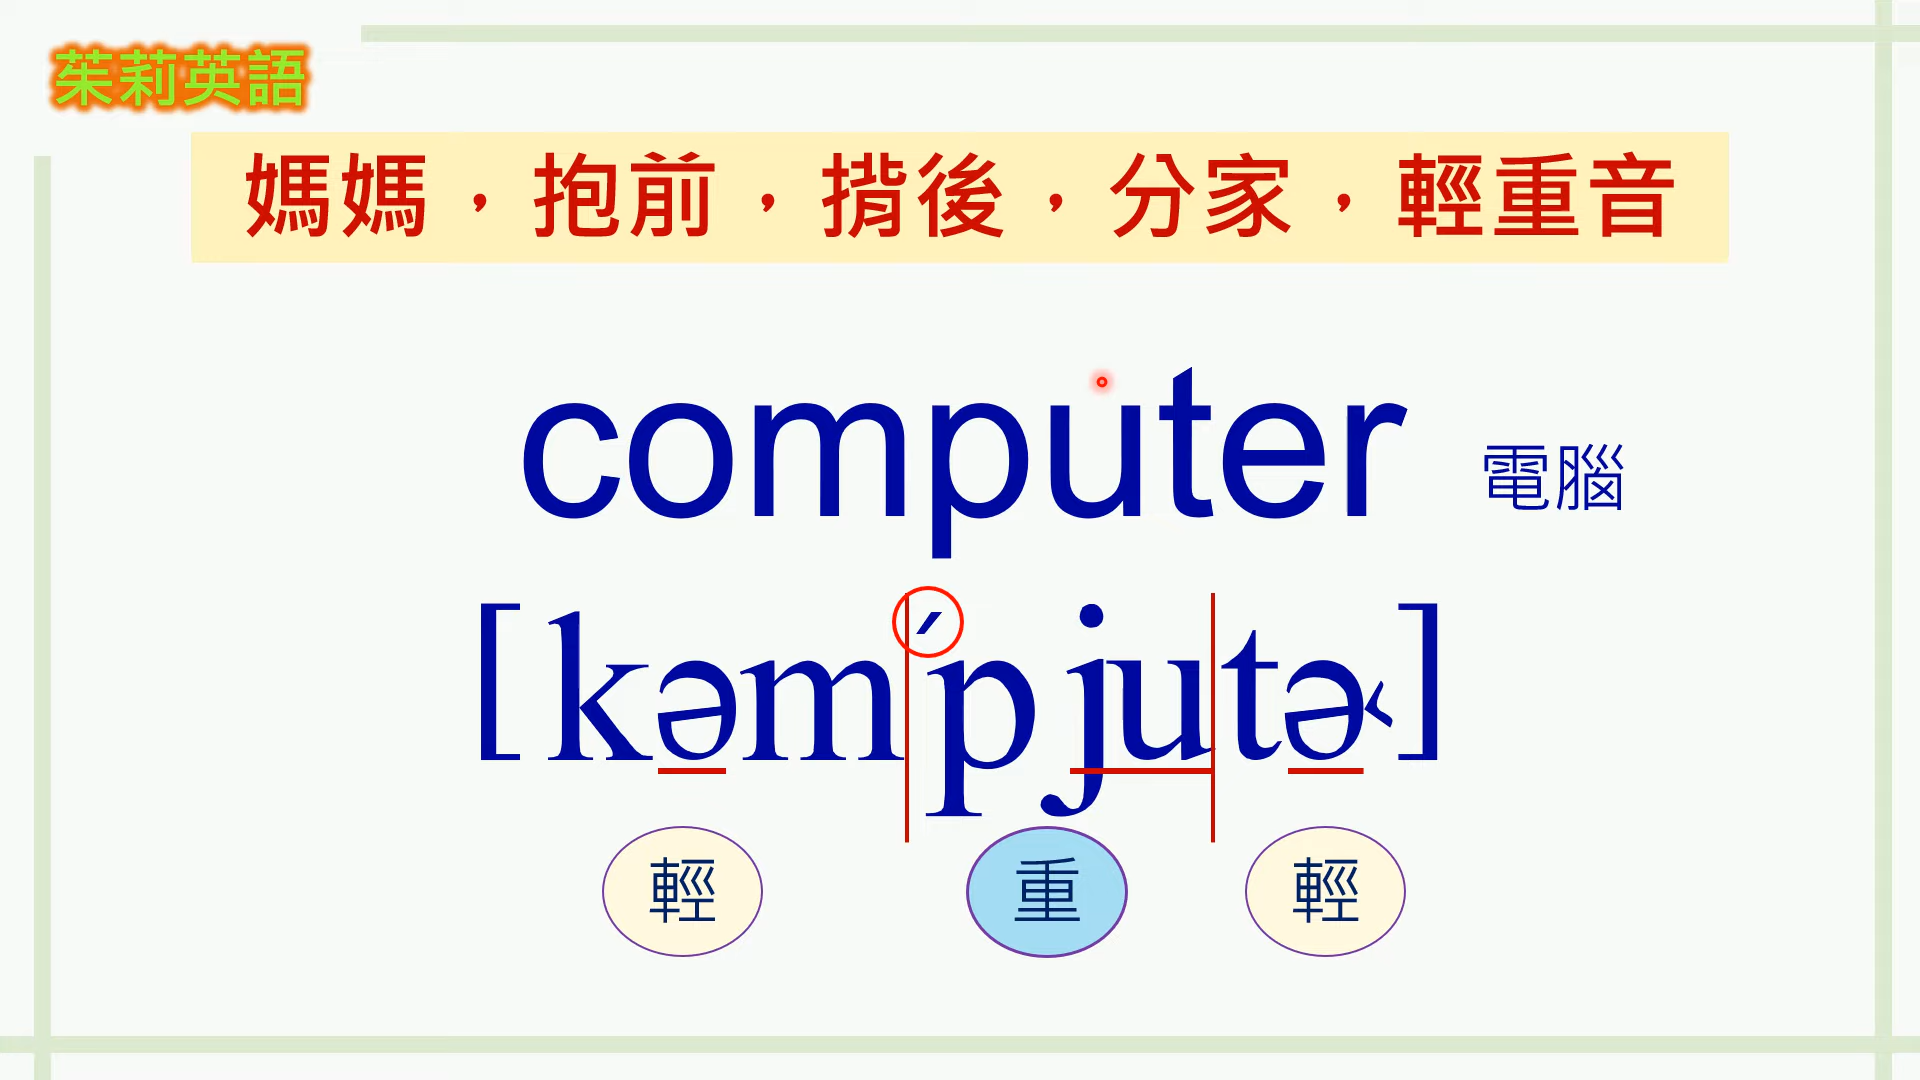 茱莉英語
媽媽，抱前，揹後，分家，輕重音
computer 電腦
[kəmˊpjutɚ]
輕 重 輕